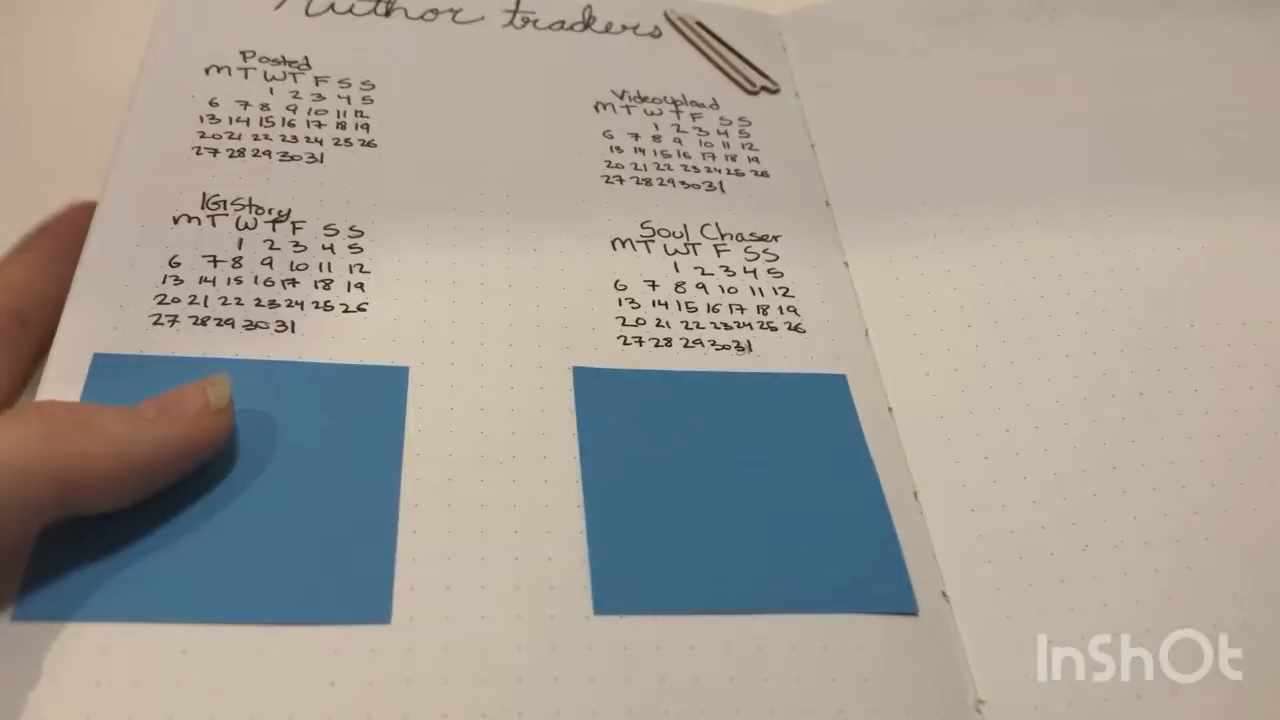 Author trackers
Posted
M T W T F S S
1 2 3 4 5
6 7 8 9 10 11 12
13 14 15 16 17 18 19
20 21 22 23 24 25 26
27 28 29 30 31
Video upload
M T W T F S S
1 2 3 4 5
6 7 8 9 10 11 12
13 14 15 16 17 18 19
20 21 22 23 24 25 26
27 28 29 30 31
IG Story
M T W T F S S
1 2 3 4 5
6 7 8 9 10 11 12
13 14 15 16 17 18 19
20 21 22 23 24 25 26
27 28 29 30 31
Soul Chaser
M T W T F S S
1 2 3 4 5
6 7 8 9 10 11 12
13 14 15 16 17 18 19
20 21 22 23 24 25 26
27 28 29 30 31
InShOt